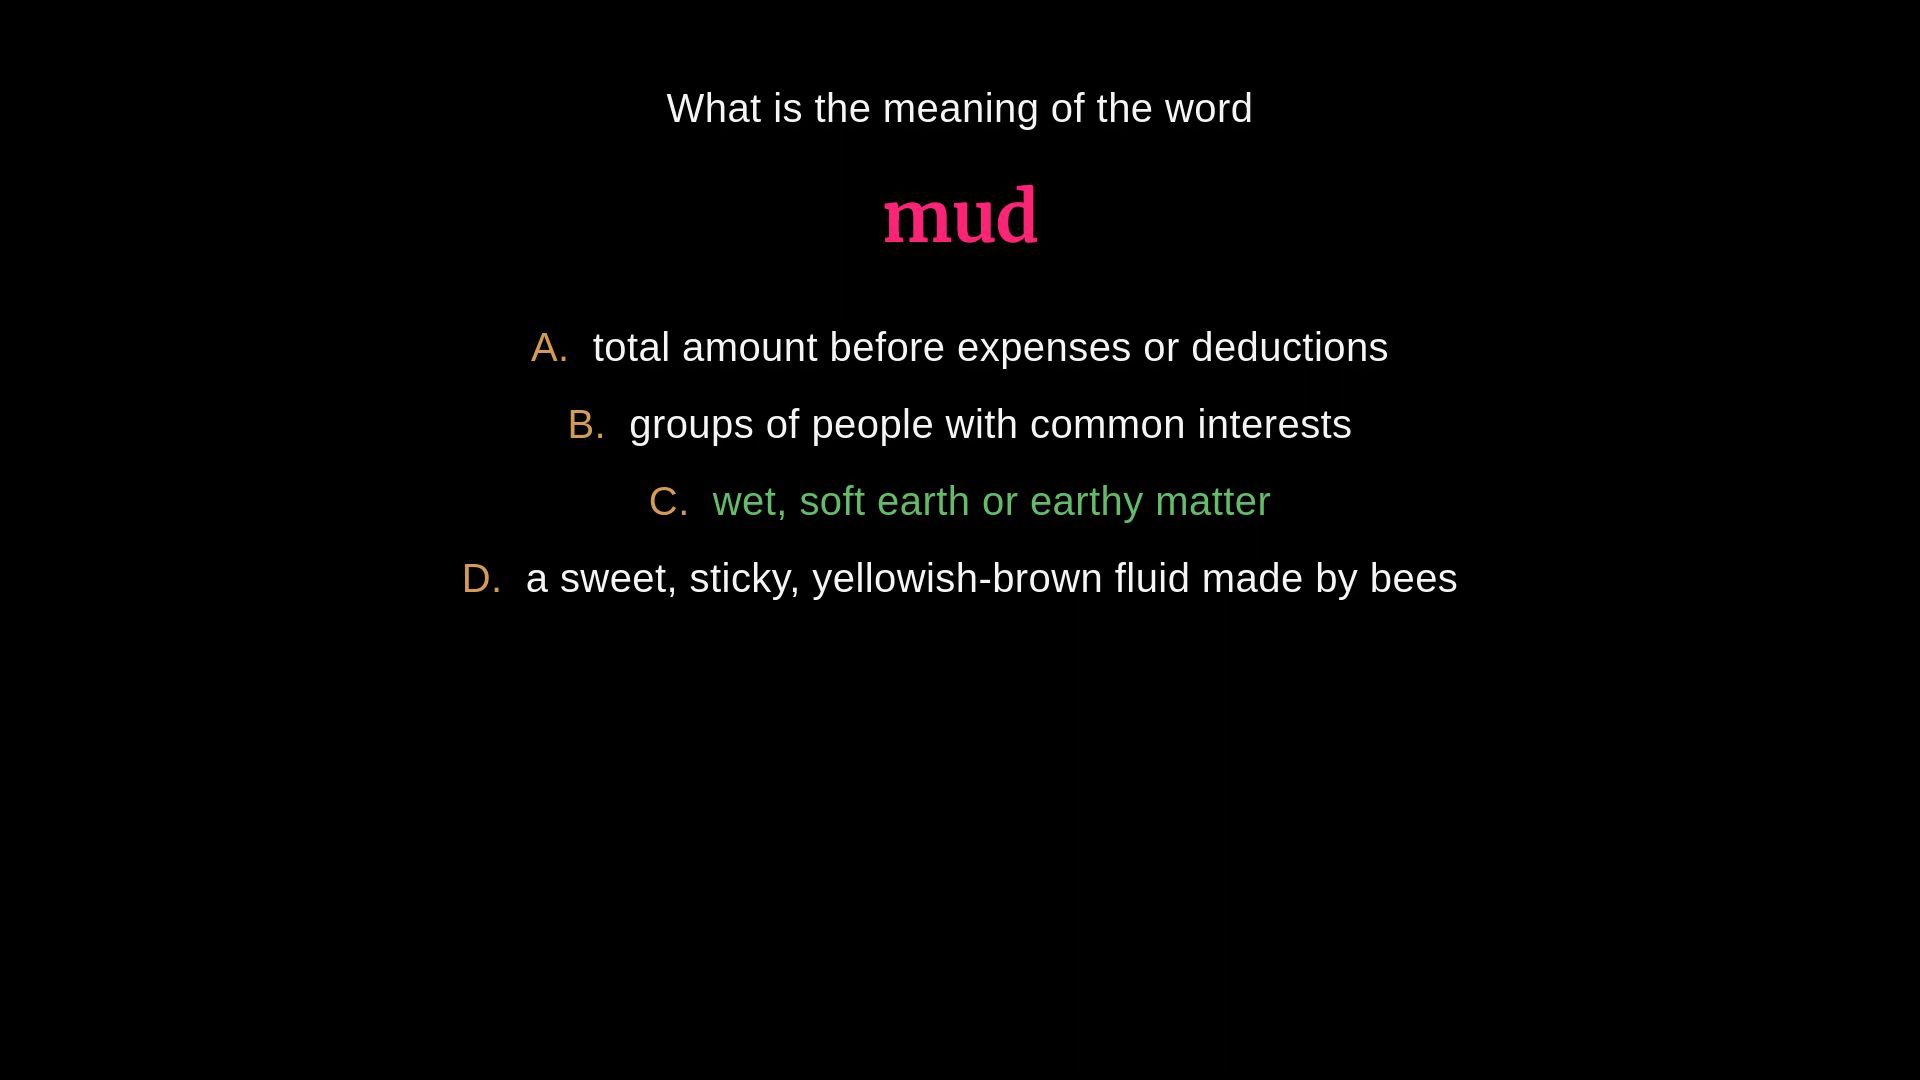 What is the meaning of the word
mud
A. total amount before expenses or deductions
B. groups of people with common interests
C. wet, soft earth or earthy matter
D. a sweet, sticky, yellowish-brown fluid made by bees